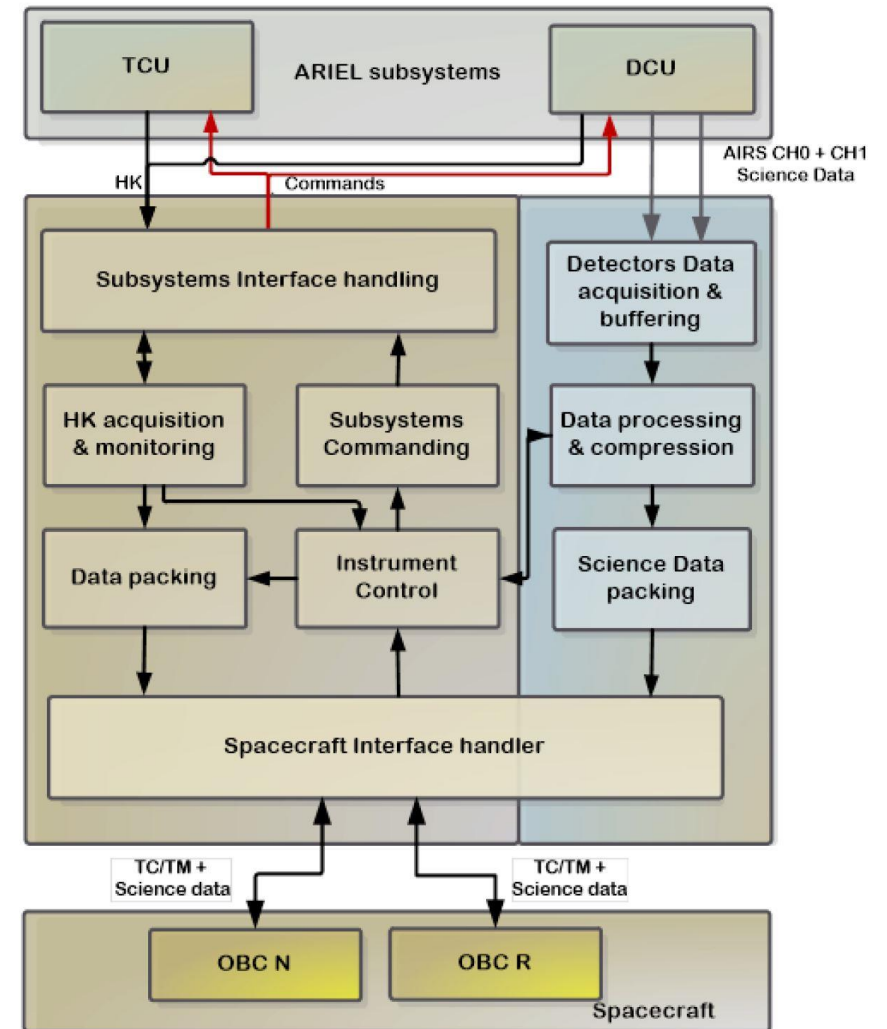 TCU
ARIEL subsystems
DCU
AIRS CH0 + CH1
Science Data
HK
Commands
Subsystems Interface handling
Detectors Data
acquisition &
buffering
HK acquisition
& monitoring
Subsystems
Commanding
Data processing
& compression
Data packing
Instrument
Control
Science Data
packing
Spacecraft Interface handler
TC/TM +
Science data
TC/TM +
Science data
OBC N
OBC R
Spacecraft